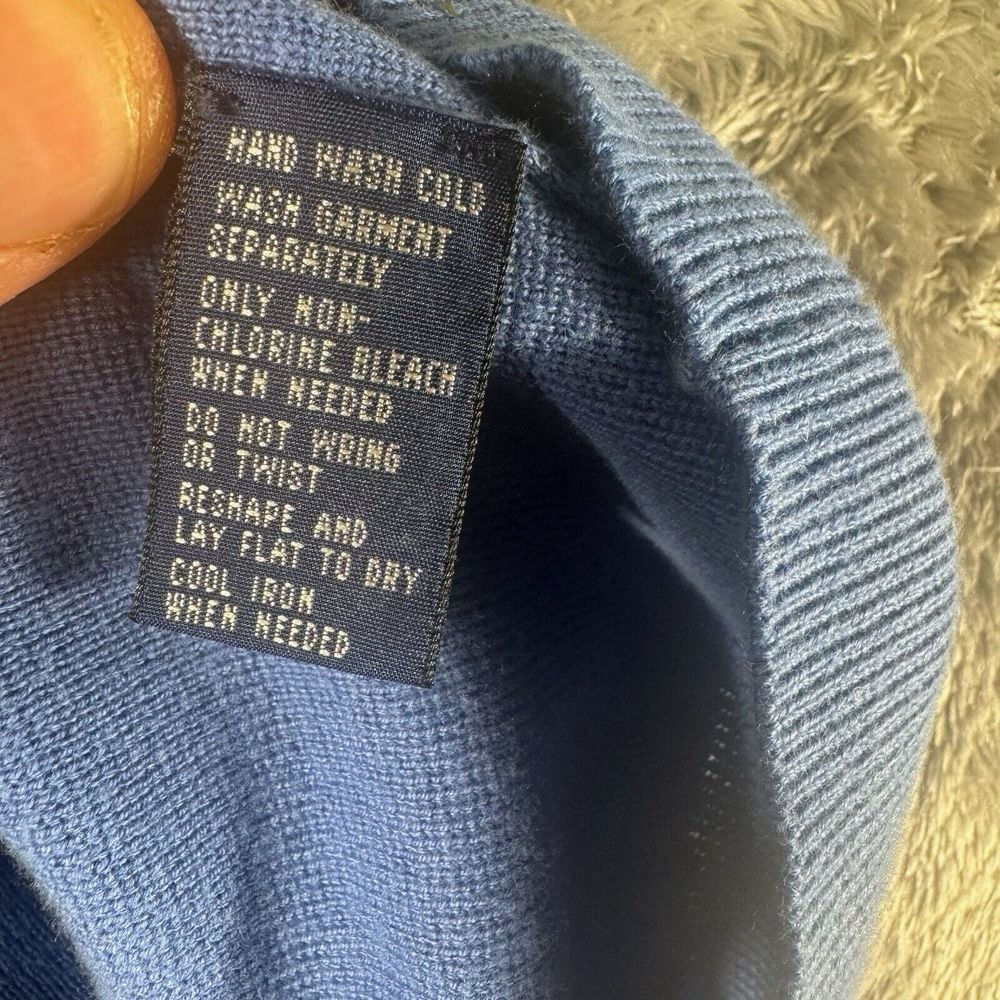 HAND WASH COLD
WASH GARMENT
SEPARATELY
ONLY NON-
CHLORINE BLEACH
WHEN NEEDED
DO NOT WRING
OR TWIST
RESHAPE AND
LAY FLAT TO DRY
COOL IRON
WHEN NEEDED